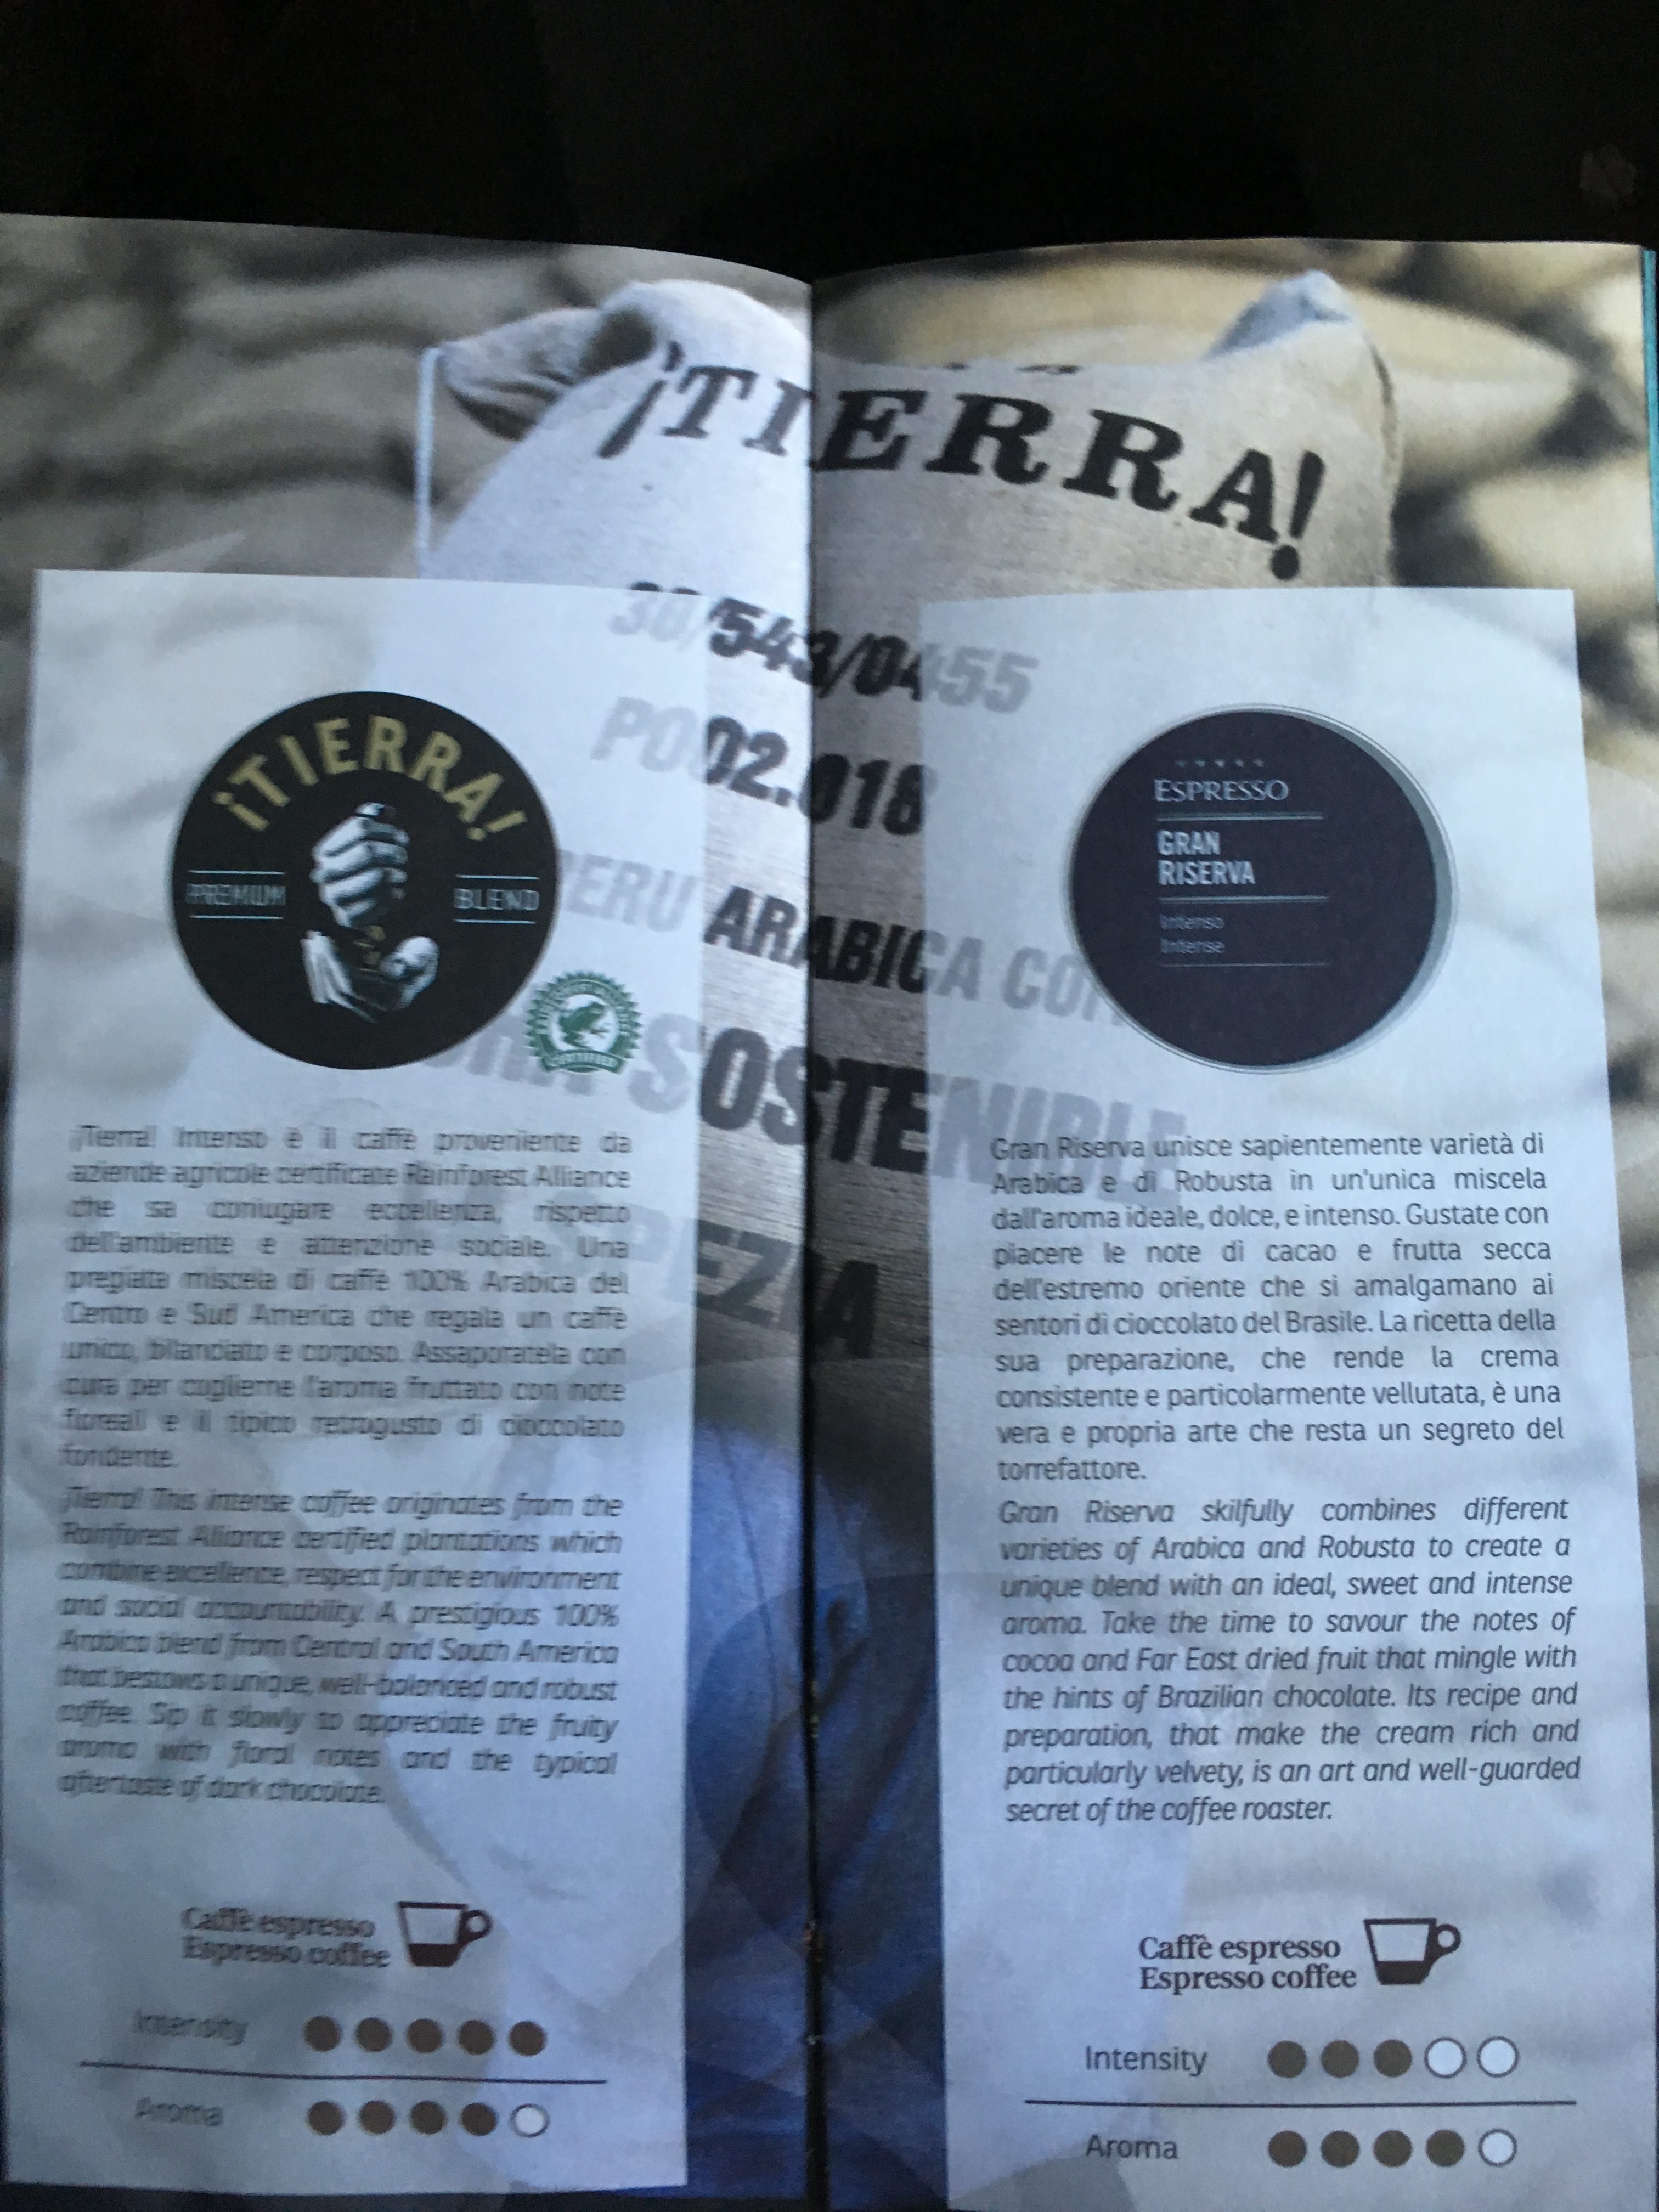 ¡TIERRA!
30/543/0455
PO02.018
PERU ARABICA CON
SOSTENIBLE
SPEZIA
¡TIERRA!
PREMIUM BLEND
CERTIFIED
¡Tierra! Intenso è il caffè proveniente da
aziende agricole certificate Rainforest Alliance
che sa coniugare eccellenza, rispetto
dell'ambiente e attenzione sociale. Una
pregiata miscela di caffè 100% Arabica del
Centro e Sud America che regala un caffè
unico, bilanciato e corposo. Assaporatela con
cura per coglierne l'aroma fruttato con note
floreali e il tipico retrogusto di cioccolato
fondente.
¡Tierra! This intense coffee originates from the
Rainforest Alliance certified plantations which
combine excellence, respect for the environment
and social accountability. A prestigious 100%
Arabica blend from Central and South America
that bestows a unique, well-balanced and robust
coffee. Sip it slowly to appreciate the fruity
aroma with floral notes and the typical
aftertaste of dark chocolate.
Caffè espresso
Espresso coffee
Intensity
Aroma
ESPRESSO
GRAN
RISERVA
Intenso
Intense
Gran Riserva unisce sapientemente varietà di
Arabica e di Robusta in un'unica miscela
dall'aroma ideale, dolce, e intenso. Gustate con
piacere le note di cacao e frutta secca
dell'estremo oriente che si amalgamano ai
sentori di cioccolato del Brasile. La ricetta della
sua preparazione, che rende la crema
consistente e particolarmente vellutata, è una
vera e propria arte che resta un segreto del
torrefattore.
Gran Riserva skilfully combines different
varieties of Arabica and Robusta to create a
unique blend with an ideal, sweet and intense
aroma. Take the time to savour the notes of
cocoa and Far East dried fruit that mingle with
the hints of Brazilian chocolate. Its recipe and
preparation, that make the cream rich and
particularly velvety, is an art and well-guarded
secret of the coffee roaster.
Caffè espresso
Espresso coffee
Intensity
Aroma